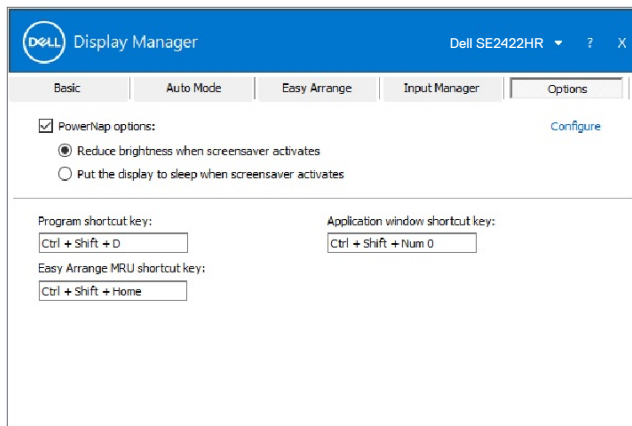 DELL Display Manager Dell SE2422HR ? X
Basic Auto Mode Easy Arrange Input Manager Options
PowerNap options: Configure
Reduce brightness when screensaver activates
Put the display to sleep when screensaver activates
Program shortcut key: Application window shortcut key:
Ctrl + Shift + D Ctrl + Shift + Num 0
Easy Arrange MRU shortcut key:
Ctrl + Shift + Home